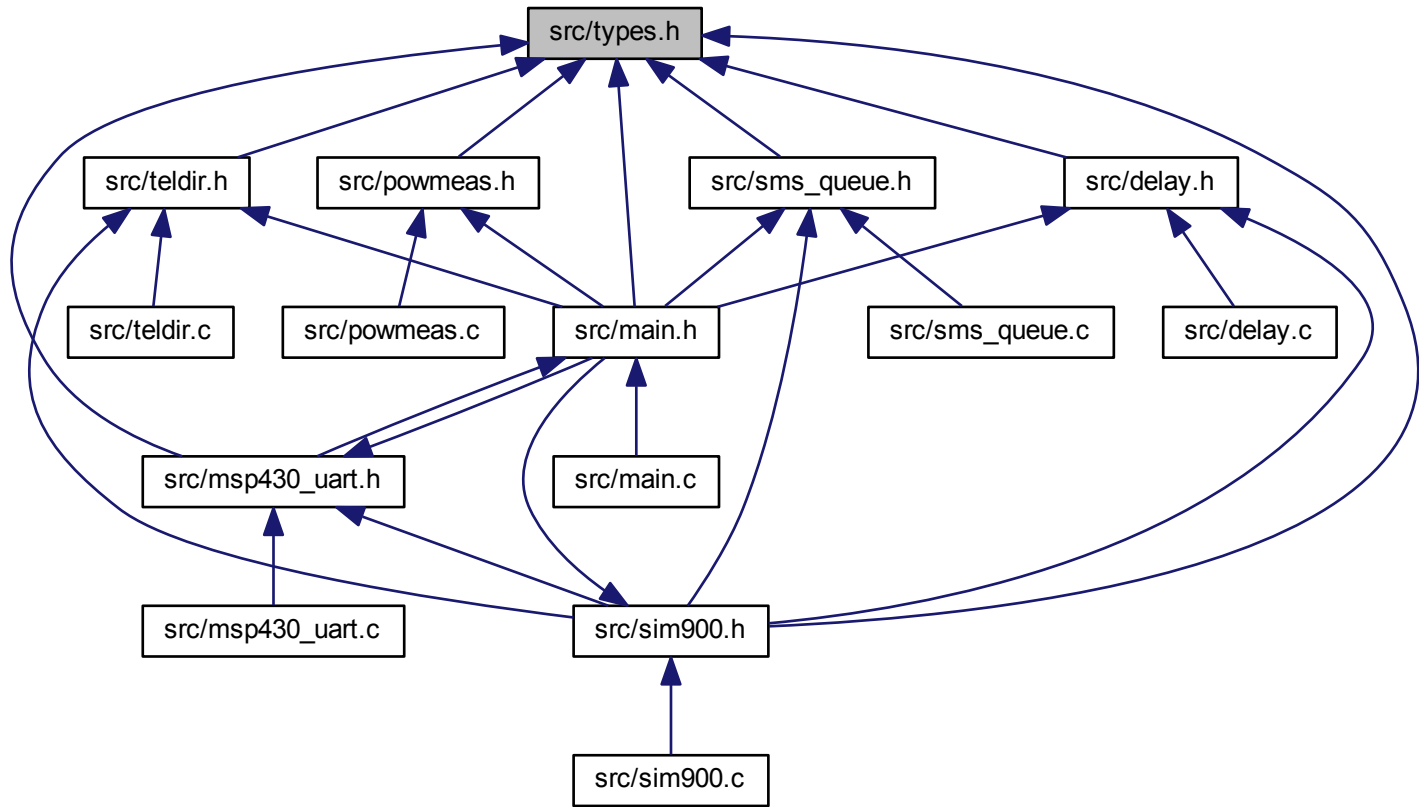 src/types.h
src/teldir.h
src/powmeas.h
src/sms_queue.h
src/delay.h
src/teldir.c
src/powmeas.c
src/main.h
src/sms_queue.c
src/delay.c
src/msp430_uart.h
src/main.c
src/msp430_uart.c
src/sim900.h
src/sim900.c